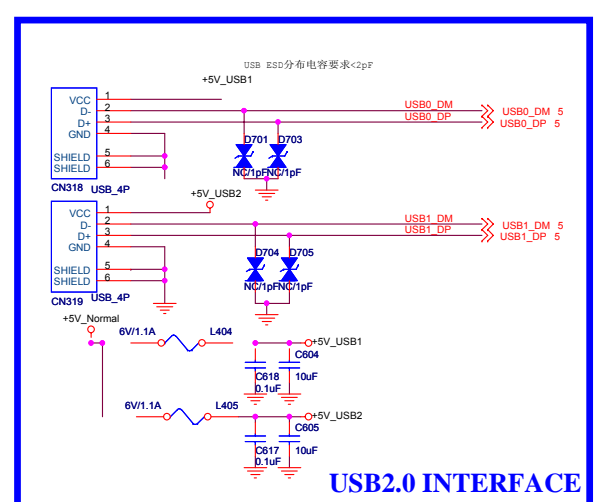 USB ESD分布电容要求<2pF
+5V_USB1
VCC 1
D- 2
D+ 3
GND 4
SHIELD 5
SHIELD 6
CN318 USB_4P
USB0_DM
USB0_DP
USB0_DM 5
USB0_DP 5
D701 D703
NC/1pF NC/1pF
+5V_USB2
VCC 1
D- 2
D+ 3
GND 4
SHIELD 5
SHIELD 6
CN319 USB_4P
USB1_DM
USB1_DP
USB1_DM 5
USB1_DP 5
D704 D705
NC/1pF NC/1pF
+5V_Normal
6V/1.1A L404
+5V_USB1
C604
10uF
C618
0.1uF
6V/1.1A L405
+5V_USB2
C605
10uF
C617
0.1uF
USB2.0 INTERFACE